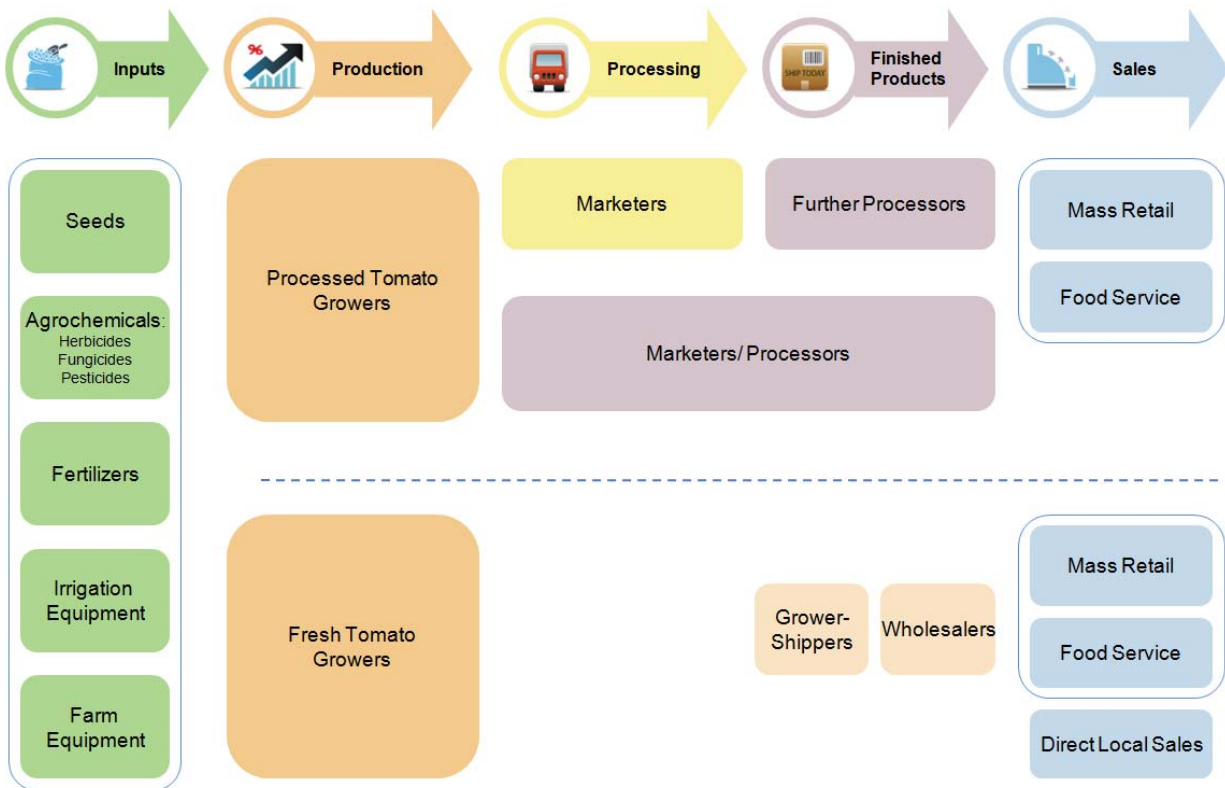 Inputs
%
Production
Processing
SHIP TODAY
Finished
Products
Sales
Seeds
Agrochemicals:
Herbicides
Fungicides
Pesticides
Fertilizers
Irrigation
Equipment
Farm
Equipment
Processed Tomato
Growers
Marketers
Further Processors
Marketers/ Processors
Mass Retail
Food Service
Fresh Tomato
Growers
Grower-
Shippers
Wholesalers
Mass Retail
Food Service
Direct Local Sales